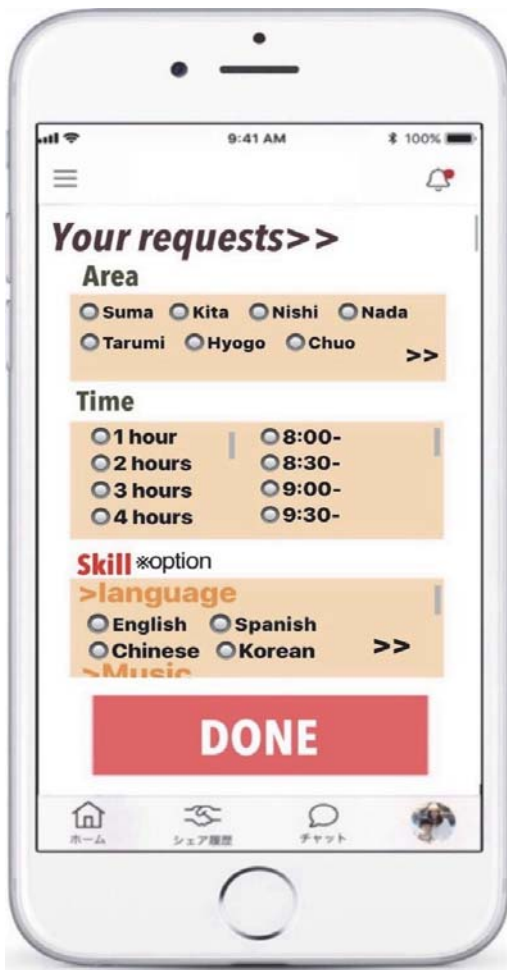 9:41 AM 100%
Your requests>>
Area
Suma Kita Nishi Nada
Tarumi Hyogo Chuo >>
Time
1 hour 8:00-
2 hours 8:30-
3 hours 9:00-
4 hours 9:30-
Skill ※option
>language
English Spanish
Chinese Korean >>
>Music
DONE
ホーム シェア履歴 チャット